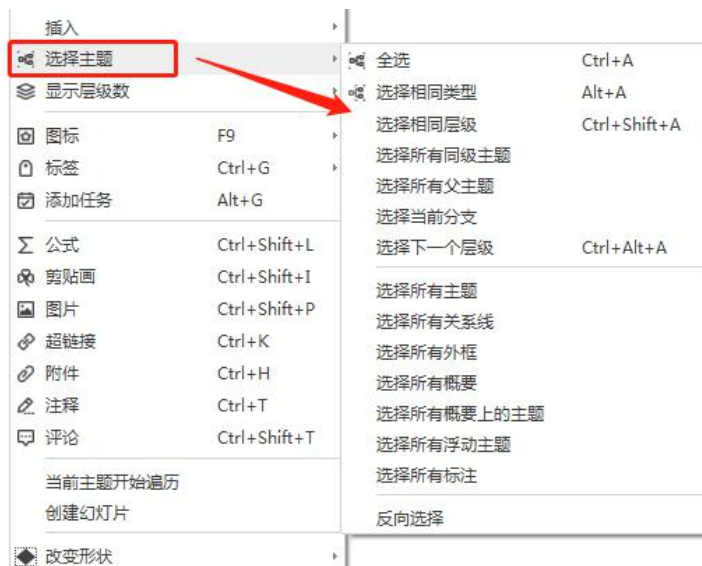 插入
选择主题
显示层级数
图标 F9
标签 Ctrl+G
添加任务 Alt+G
公式 Ctrl+Shift+L
剪贴画 Ctrl+Shift+I
图片 Ctrl+Shift+P
超链接 Ctrl+K
附件 Ctrl+H
注释 Ctrl+T
评论 Ctrl+Shift+T
当前主题开始遍历
创建幻灯片
改变形状
全选 Ctrl+A
选择相同类型 Alt+A
选择相同层级 Ctrl+Shift+A
选择所有同级主题
选择所有父主题
选择当前分支
选择下一个层级 Ctrl+Alt+A
选择所有主题
选择所有关系线
选择所有外框
选择所有概要
选择所有概要上的主题
选择所有浮动主题
选择所有标注
反向选择